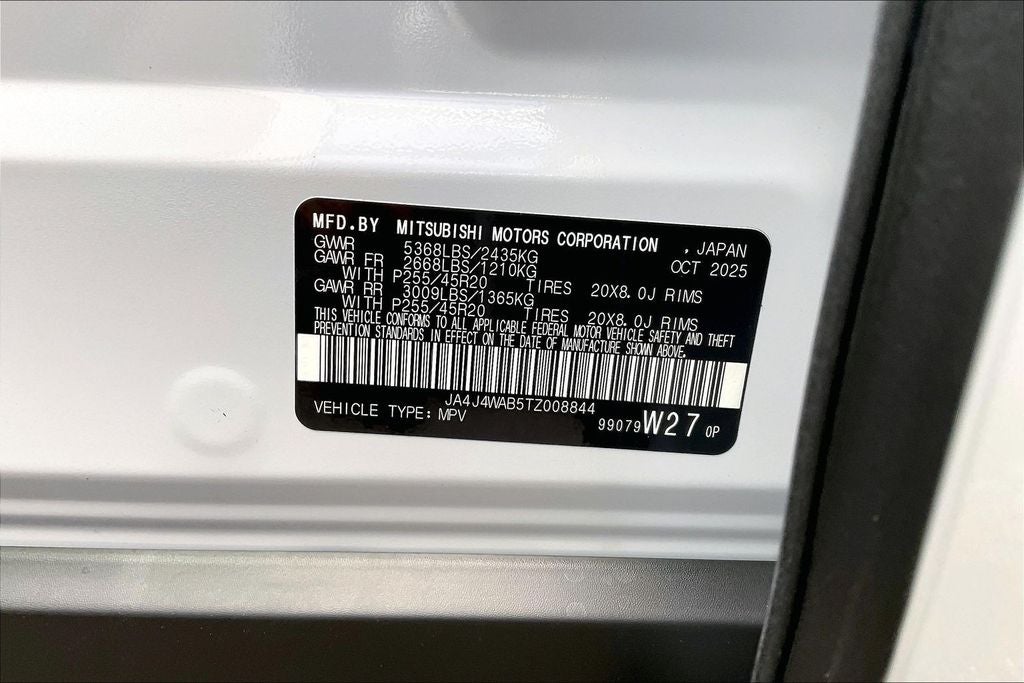 MFD.BY MITSUBISHI MOTORS CORPORATION , JAPAN
GVWR 5368LBS/2435KG OCT 2025
GAWR FR 2668LBS/1210KG
WITH P255/45R20 TIRES 20X8.0J RIMS
GAWR RR 3009LBS/1365KG
WITH P255/45R20 TIRES 20X8.0J RIMS
THIS VEHICLE CONFORMS TO ALL APPLICABLE FEDERAL MOTOR VEHICLE SAFETY AND THEFT
PREVENTION STANDARDS IN EFFECT ON THE DATE OF MANUFACTURE SHOWN ABOVE.
JA4J4WAB5TZ008844
VEHICLE TYPE: MPV 99079 W27 0P